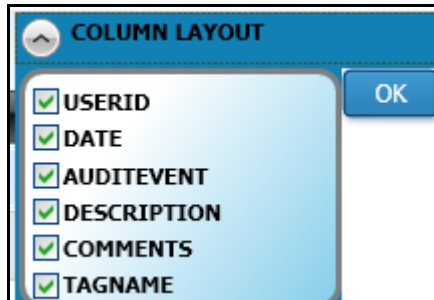 COLUMN LAYOUT
OK
USERID
DATE
AUDITEVENT
DESCRIPTION
COMMENTS
TAGNAME